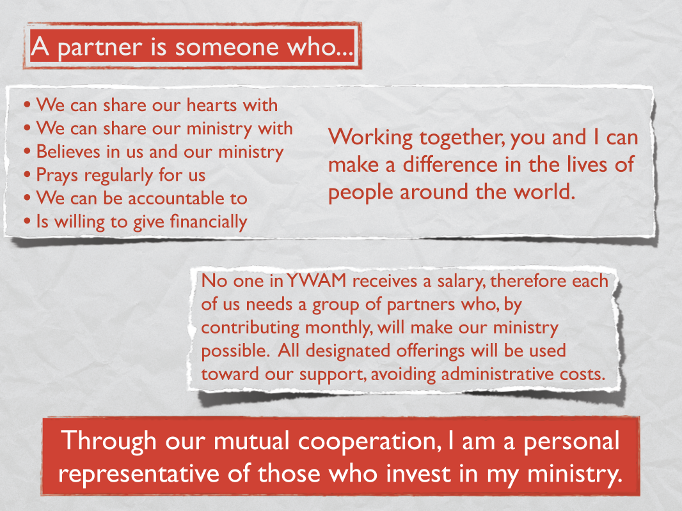 A partner is someone who...
• We can share our hearts with
• We can share our ministry with
• Believes in us and our ministry
• Prays regularly for us
• We can be accountable to
• Is willing to give financially
Working together, you and I can
make a difference in the lives of
people around the world.
No one in YWAM receives a salary, therefore each
of us needs a group of partners who, by
contributing monthly, will make our ministry
possible. All designated offerings will be used
toward our support, avoiding administrative costs.
Through our mutual cooperation, I am a personal
representative of those who invest in my ministry.